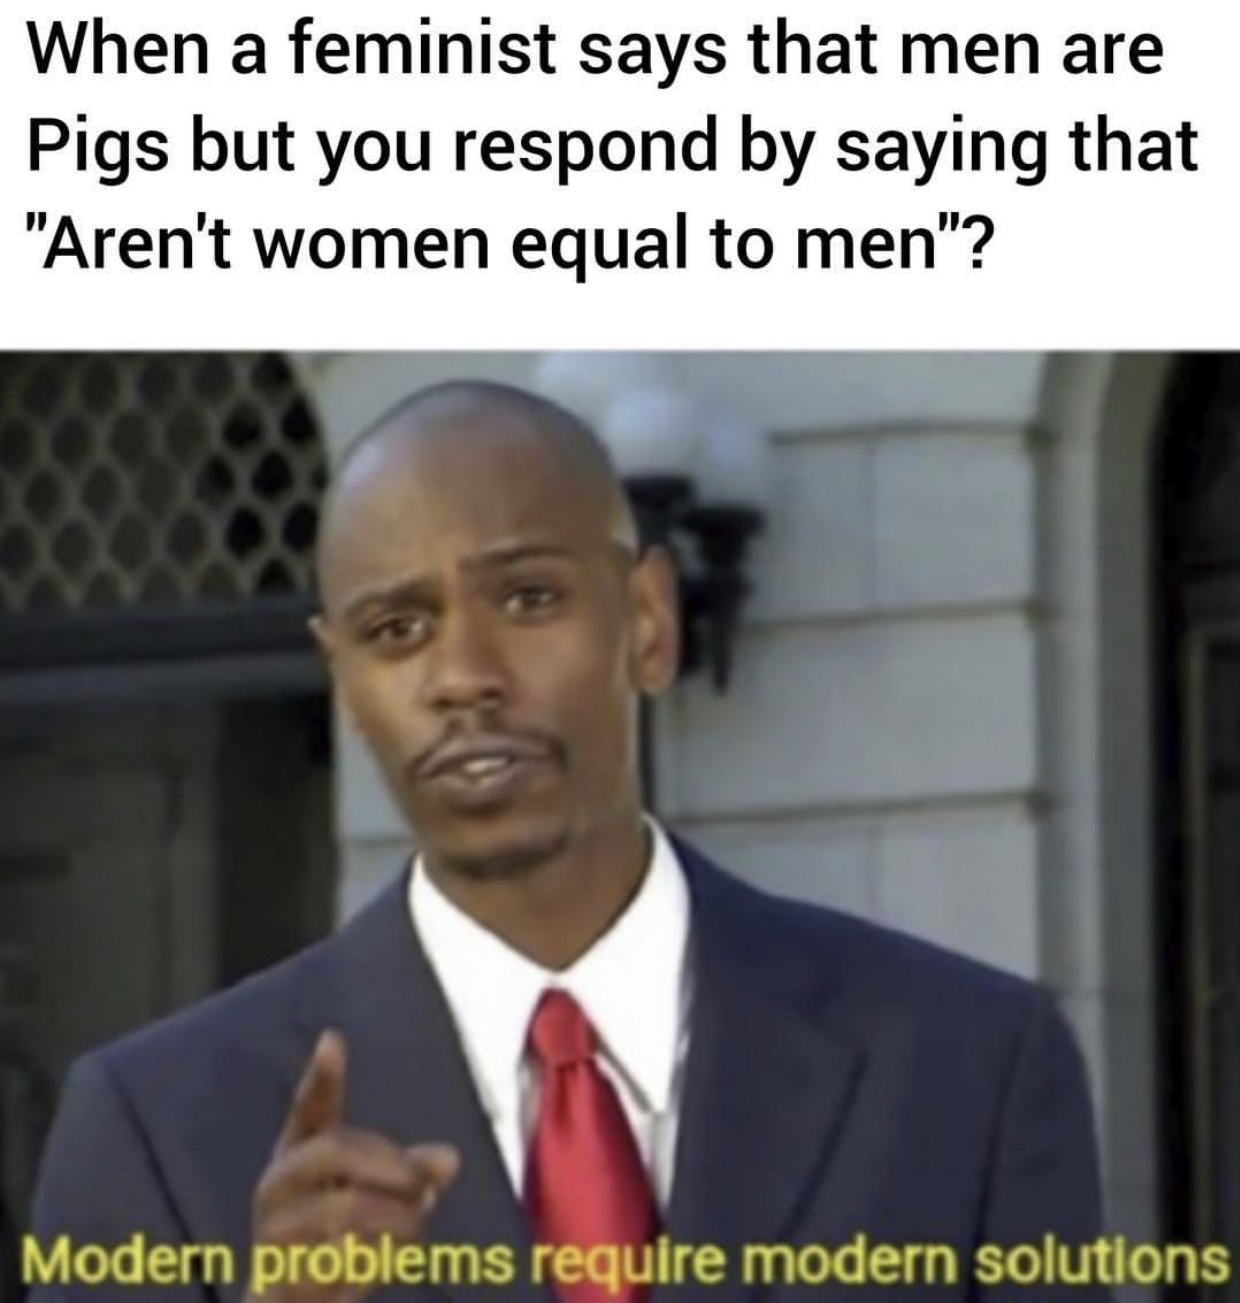 When a feminist says that men are
Pigs but you respond by saying that
"Aren't women equal to men"?
Modern problems require modern solutions